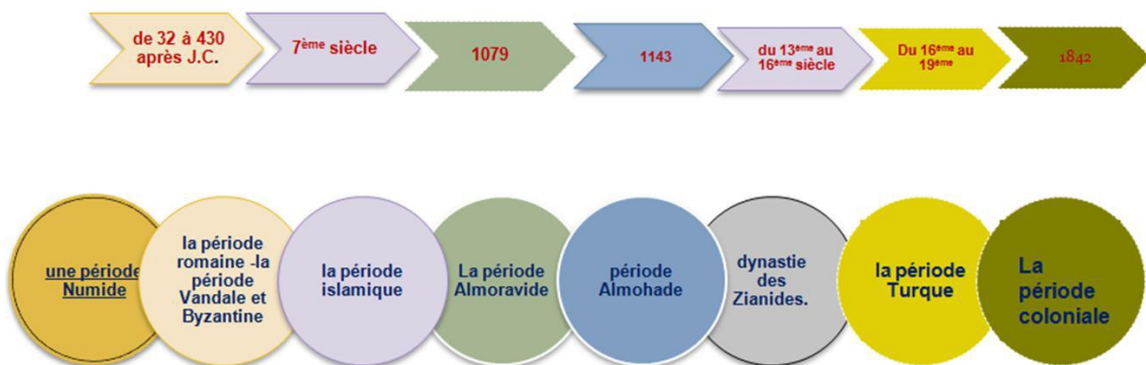 de 32 à 430
après J.C.
7ème siècle
1079
1143
du 13ème au
16ème siècle
Du 16ème au
19ème
1842
une période
Numide
la période
romaine -la
période
Vandale et
Byzantine
la période
islamique
La période
Almoravide
période
Almohade
dynastie
des
Zianides.
la période
Turque
La
période
coloniale